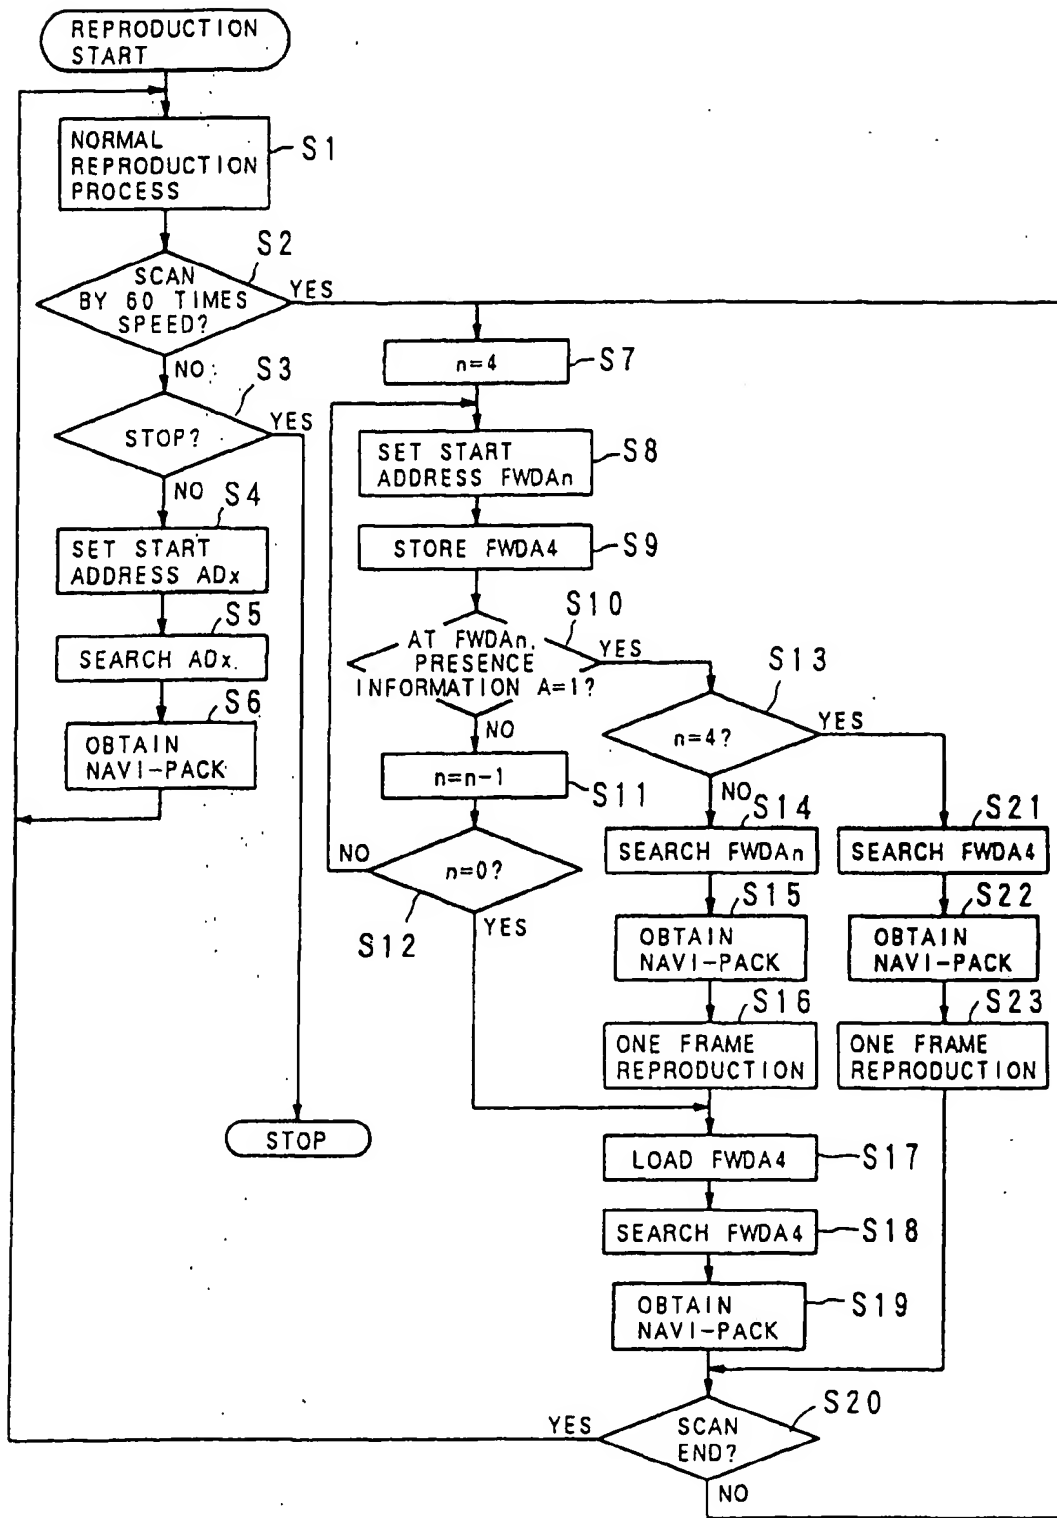 REPRODUCTION
START
NORMAL
REPRODUCTION
PROCESS
S1
SCAN
BY 60 TIMES
SPEED?
S2
YES
NO
STOP?
S3
YES
NO
SET START
ADDRESS ADx
S4
SEARCH ADx
S5
OBTAIN
NAVI-PACK
S6
STOP
n=4
S7
SET START
ADDRESS FWDAn
S8
STORE FWDA4
S9
AT FWDAn,
PRESENCE
INFORMATION A=1?
S10
YES
NO
n=n-1
S11
n=0?
S12
NO
YES
n=4?
S13
YES
NO
SEARCH FWDAn
S14
OBTAIN
NAVI-PACK
S15
ONE FRAME
REPRODUCTION
S16
LOAD FWDA4
S17
SEARCH FWDA4
S18
OBTAIN
NAVI-PACK
S19
SCAN
END?
S20
YES
NO
SEARCH FWDA4
S21
OBTAIN
NAVI-PACK
S22
ONE FRAME
REPRODUCTION
S23